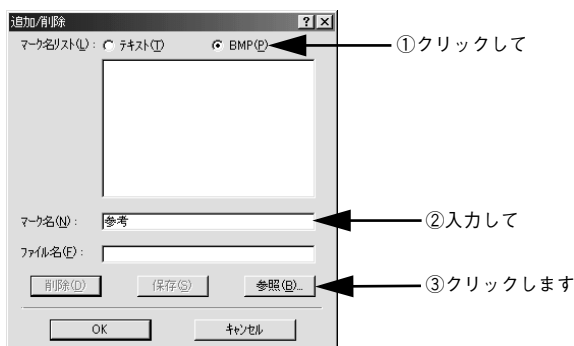 追加/削除
マーク名リスト(L): テキスト(T) BMP(P) ①クリックして
マーク名(N): 参考 ②入力して
ファイル名(F):
削除(D) 保存(S) 参照(B)... ③クリックします
OK キャンセル